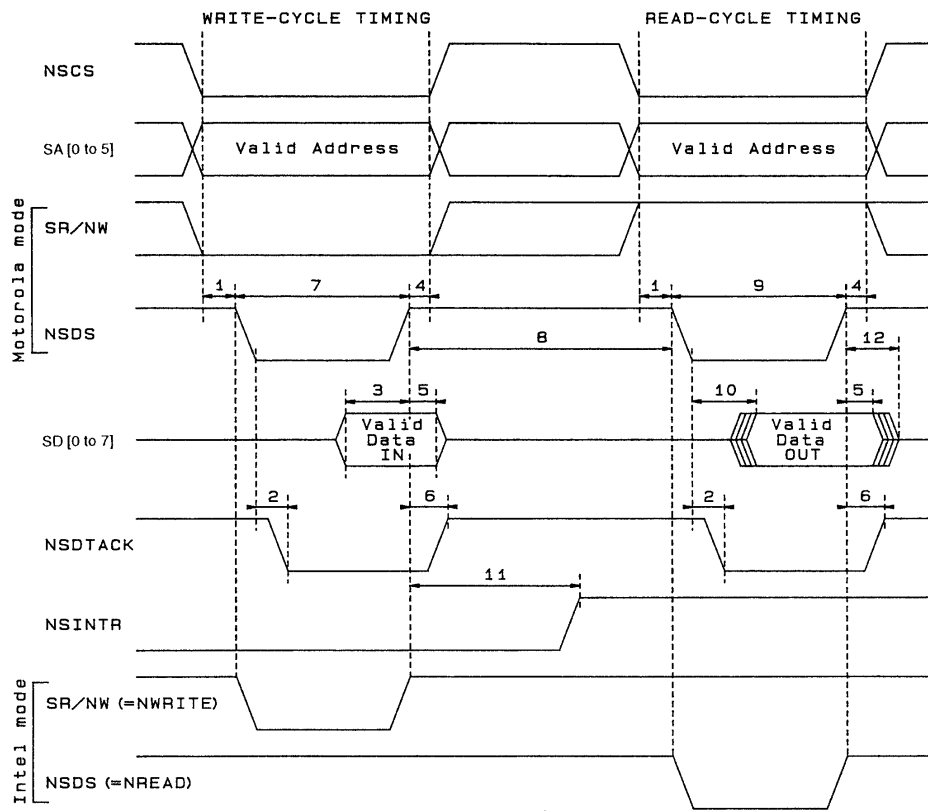 WRITE-CYCLE TIMING READ-CYCLE TIMING
NSCS
SA [0 to 5] Valid Address Valid Address
Motorola mode
SR/NW
1 7 4 1 9 4
NSDS
8 12
3 5 10 5
SD [0 to 7]
Valid Data IN
Valid Data OUT
2 6 2 6
NSDTACK
11
NSINTR
Intel mode
SR/NW (=NWRITE)
NSDS (=NREAD)